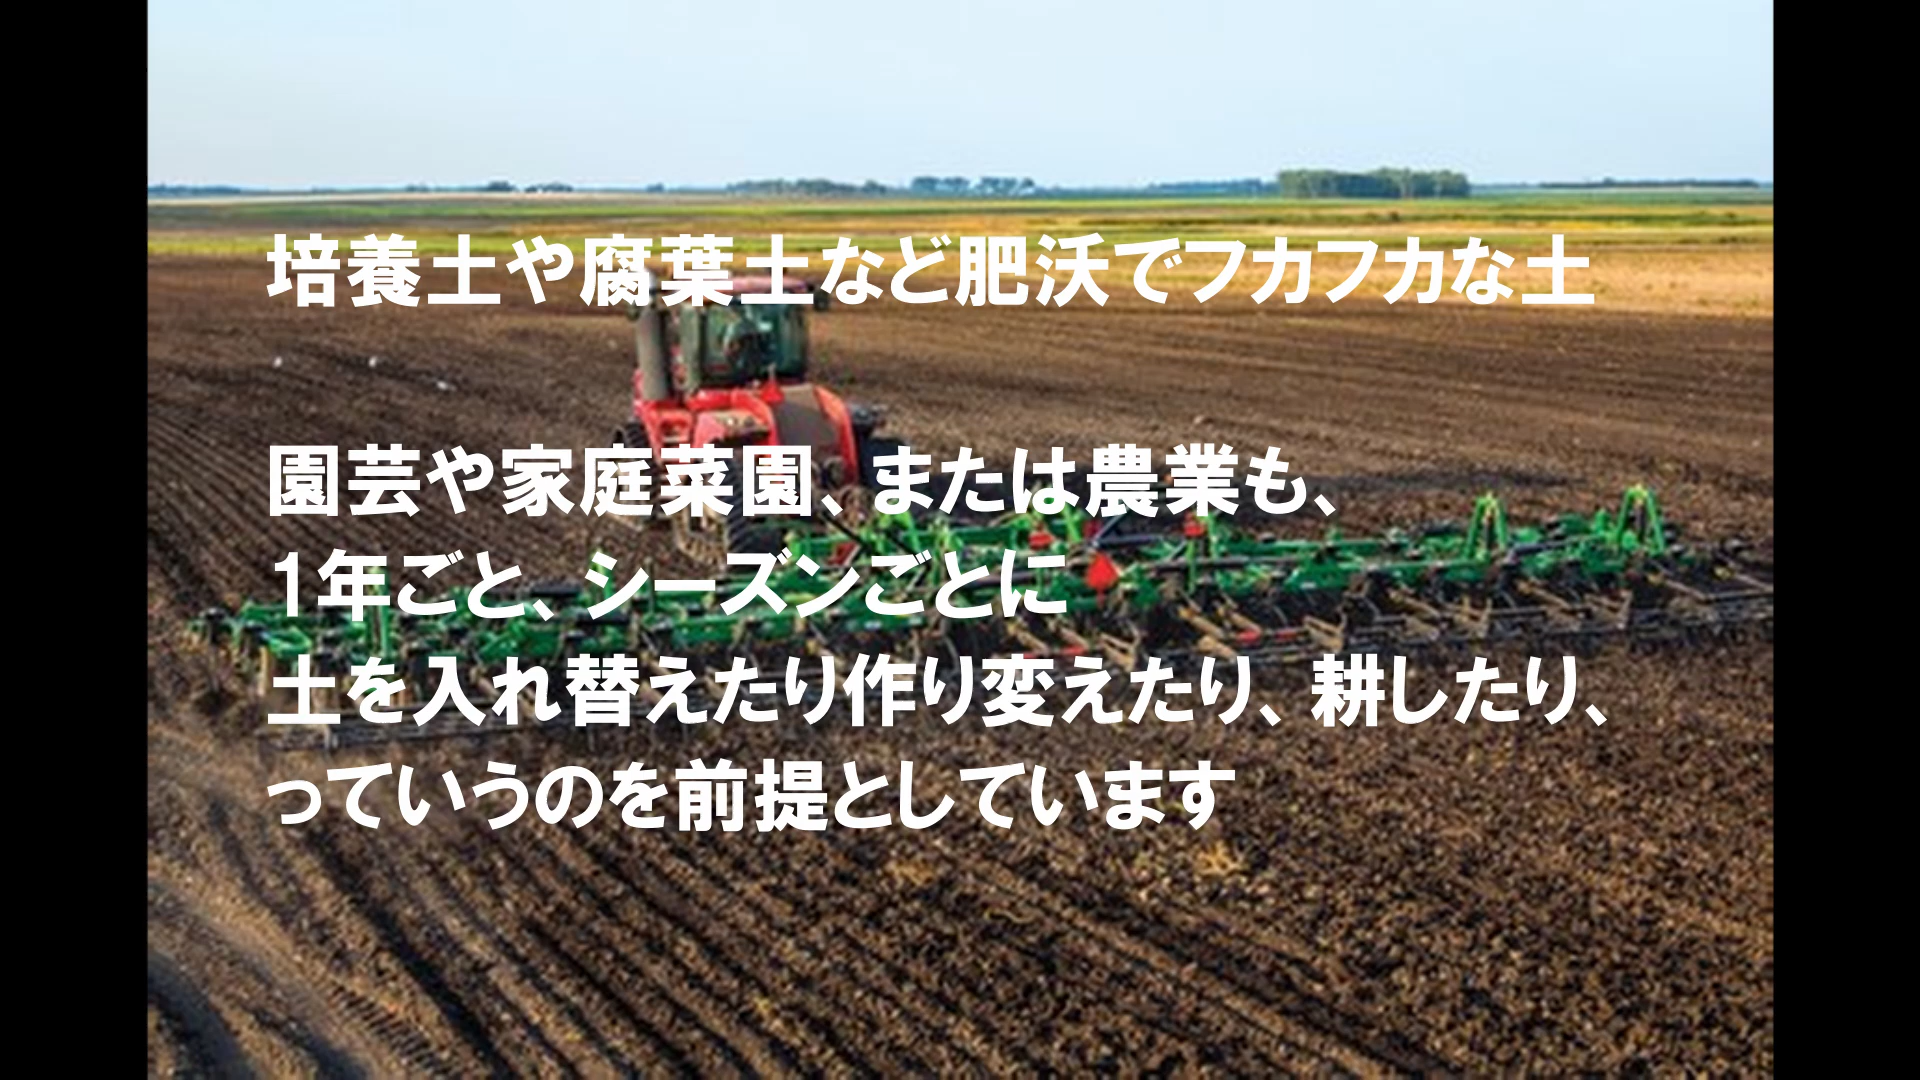 培養土や腐葉土など肥沃でフカフカな土
園芸や家庭菜園、または農業も、
1年ごと、シーズンごとに
土を入れ替えたり作り変えたり、耕したり、
っていうのを前提としています